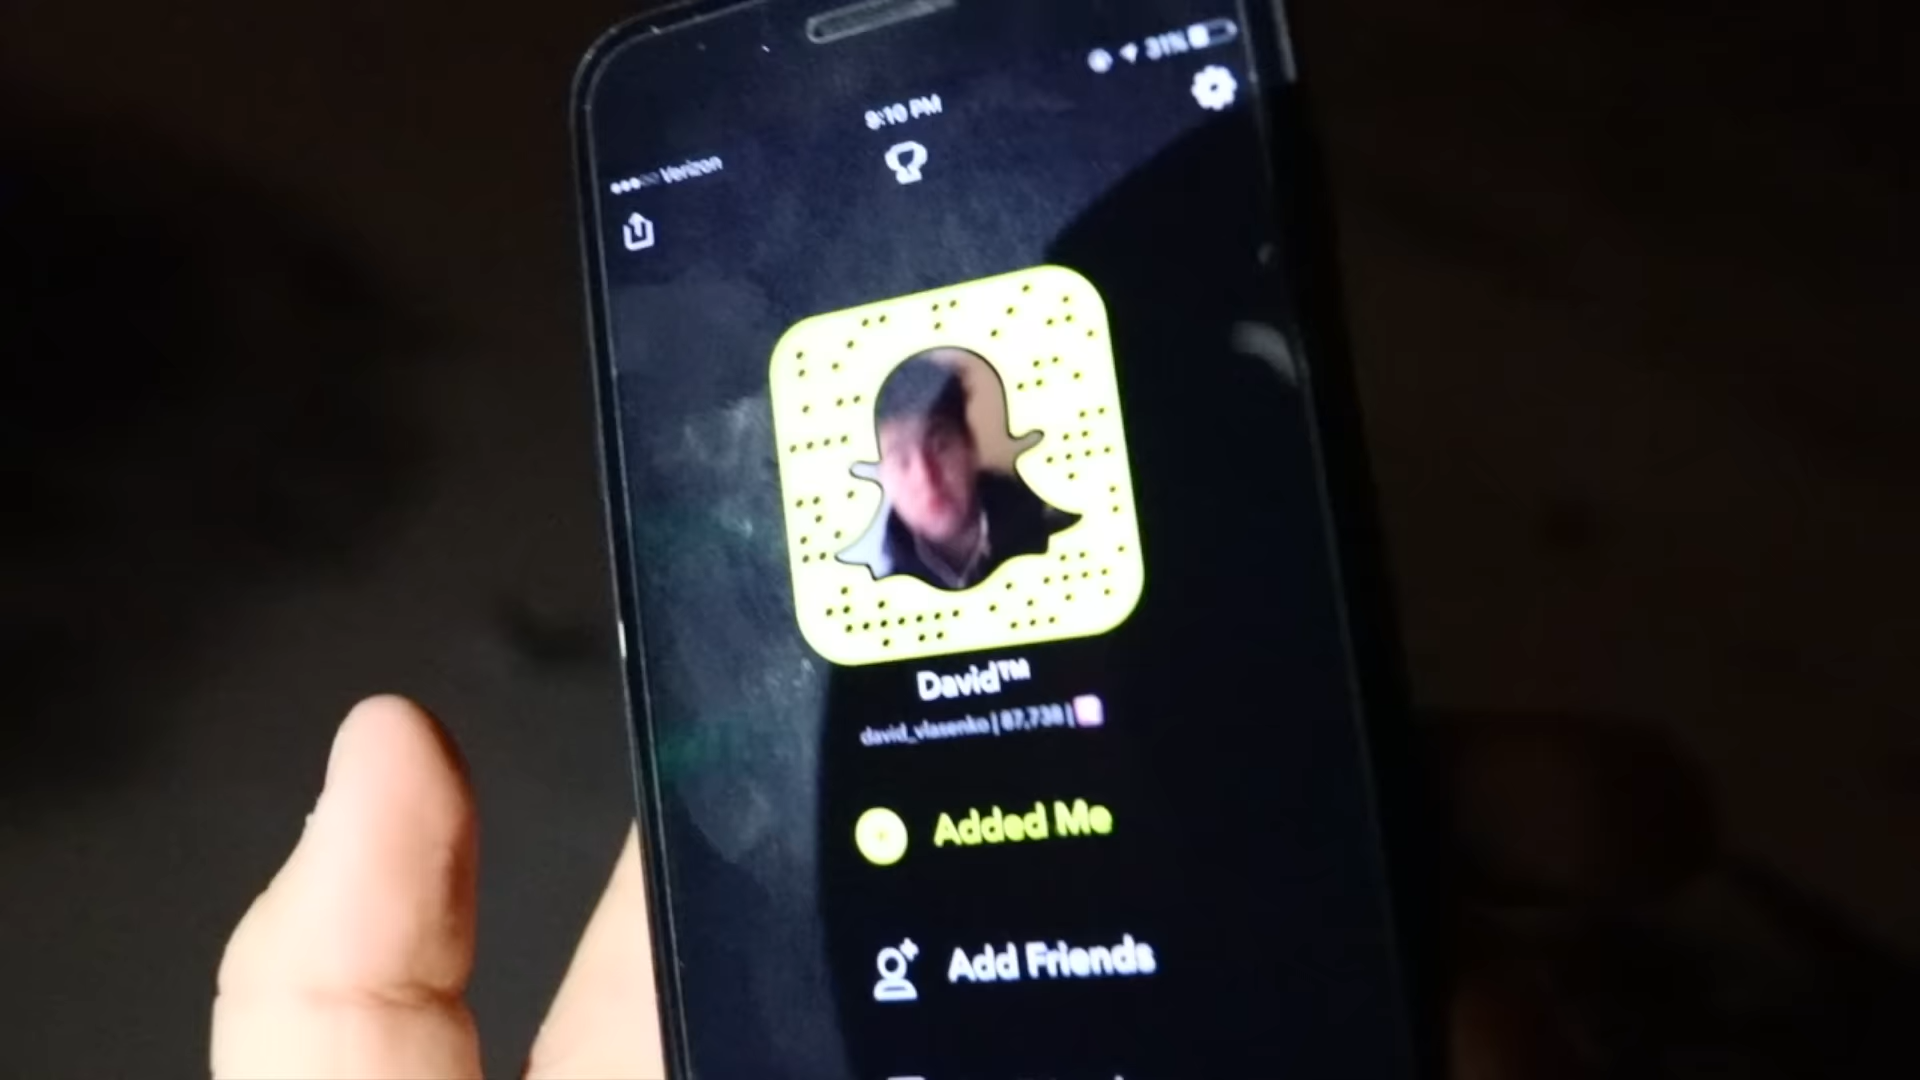 31%
9:10 PM
Verizon
David™
david_vlasenko | 87,738 |
Added Me
Add Friends